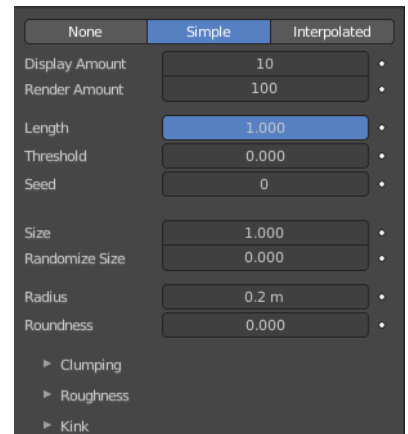 None Simple Interpolated
Display Amount 10
Render Amount 100
Length 1.000
Threshold 0.000
Seed 0
Size 1.000
Randomize Size 0.000
Radius 0.2 m
Roundness 0.000
Clumping
Roughness
Kink